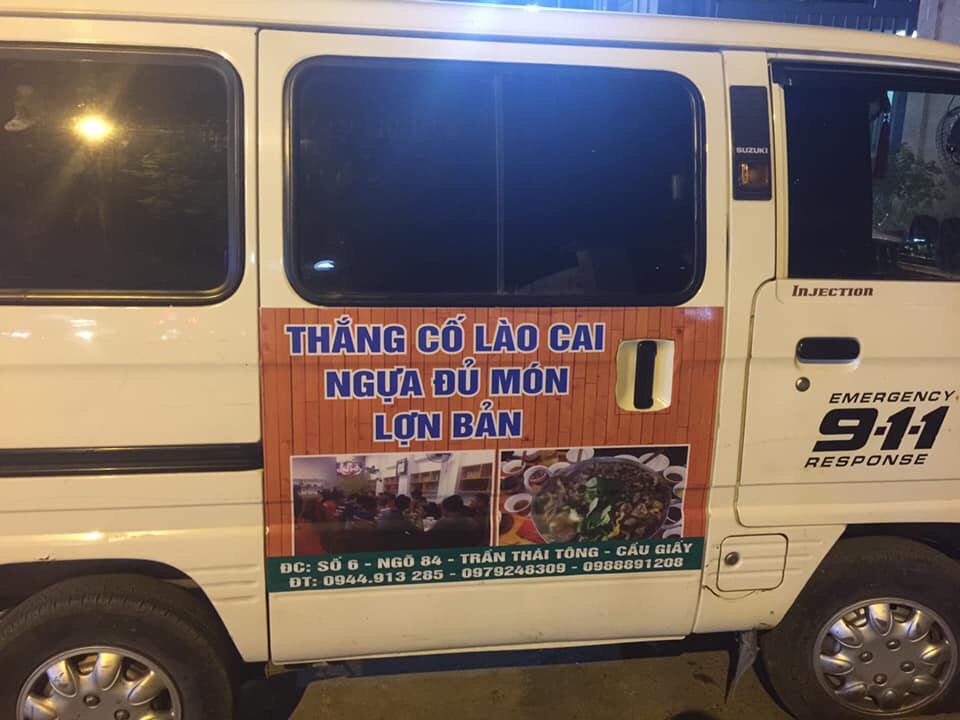 SUZUKI
INJECTION
THẮNG CỐ LÀO CAI
NGỰA ĐỦ MÓN
LỢN BẢN
EMERGENCY
9-1-1
RESPONSE
ĐC: SỐ 6 - NGÕ 84 - TRẦN THÁI TÔNG - CẦU GIẤY
ĐT: 0944.913 285 - 0979248309 - 0988891208